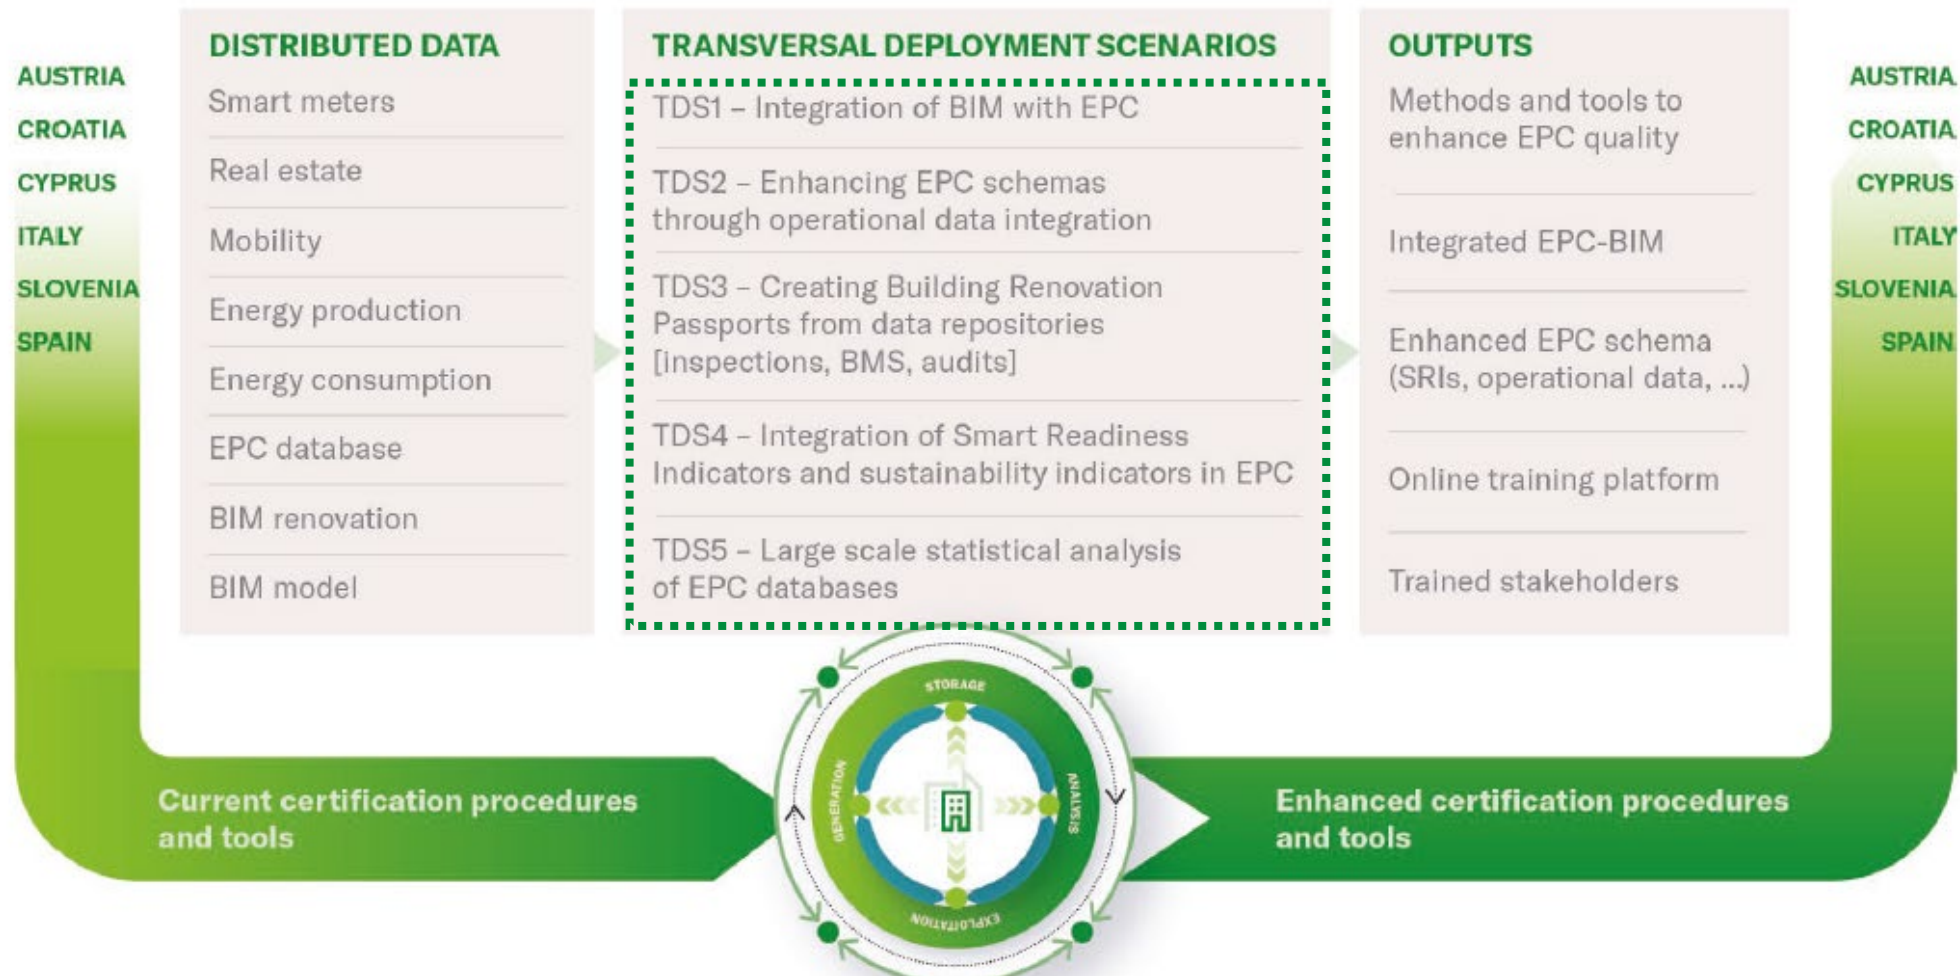 AUSTRIA
CROATIA
CYPRUS
ITALY
SLOVENIA
SPAIN
DISTRIBUTED DATA
Smart meters
Real estate
Mobility
Energy production
Energy consumption
EPC database
BIM renovation
BIM model
TRANSVERSAL DEPLOYMENT SCENARIOS
TDS1 – Integration of BIM with EPC
TDS2 – Enhancing EPC schemas
through operational data integration
TDS3 – Creating Building Renovation
Passports from data repositories
[inspections, BMS, audits]
TDS4 – Integration of Smart Readiness
Indicators and sustainability indicators in EPC
TDS5 – Large scale statistical analysis
of EPC databases
OUTPUTS
Methods and tools to
enhance EPC quality
Integrated EPC-BIM
Enhanced EPC schema
(SRIs, operational data, ...)
Online training platform
Trained stakeholders
AUSTRIA
CROATIA
CYPRUS
ITALY
SLOVENIA
SPAIN
Current certification procedures
and tools
STORAGE
GENERATION
ANALYSIS
EXPLOITATION
Enhanced certification procedures
and tools